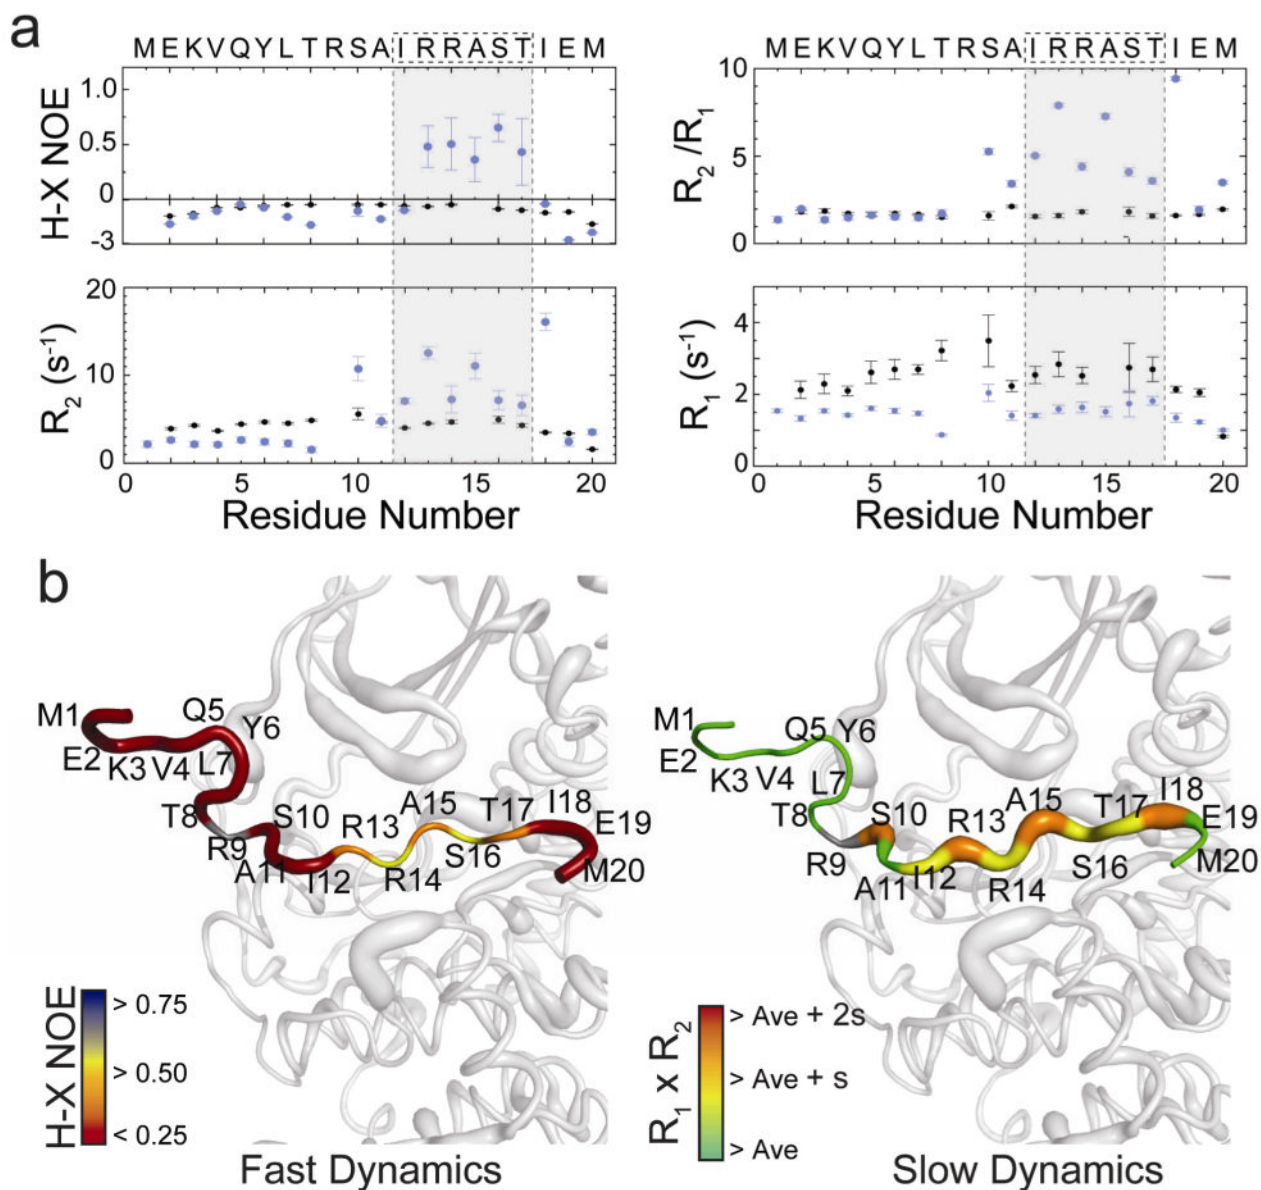 a
M E K V Q Y L T R S A I R R A S T I E M
H-X NOE
1.0
0.5
0
-3
R2 (s-1)
20
10
0
0 5 10 15 20
Residue Number
M E K V Q Y L T R S A I R R A S T I E M
R2/R1
10
5
0
R1 (s-1)
4
2
0
0 5 10 15 20
Residue Number
b
M1
E2
K3
V4
Q5
Y6
L7
T8
R9
S10
A11
I12
R13
R14
A15
S16
T17
I18
E19
M20
H-X NOE
> 0.75
> 0.50
< 0.25
Fast Dynamics
M1
E2
K3
V4
Q5
Y6
L7
T8
R9
S10
A11
I12
R13
R14
A15
S16
T17
I18
E19
M20
R1 x R2
> Ave + 2s
> Ave + s
> Ave
Slow Dynamics